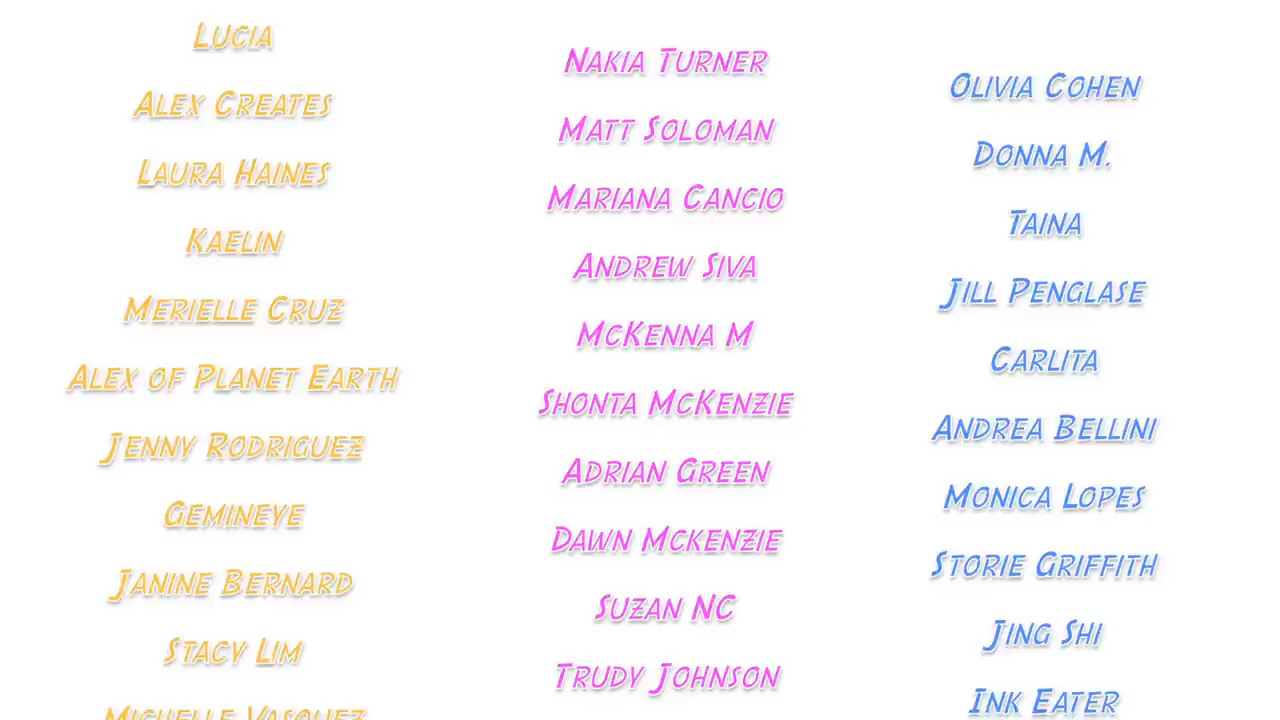 Lucia
Alex Creates
Laura Haines
Kaelin
Merielle Cruz
Alex of Planet Earth
Jenny Rodriguez
Gemineye
Janine Bernard
Stacy Lim
Michelle Vasquez
Nakia Turner
Matt Soloman
Mariana Cancio
Andrew Siva
McKenna M
Shonta McKenzie
Adrian Green
Dawn Mckenzie
Suzan NC
Trudy Johnson
Olivia Cohen
Donna M.
Taina
Jill Penglase
Carlita
Andrea Bellini
Monica Lopes
Storie Griffith
Jing Shi
Ink Eater